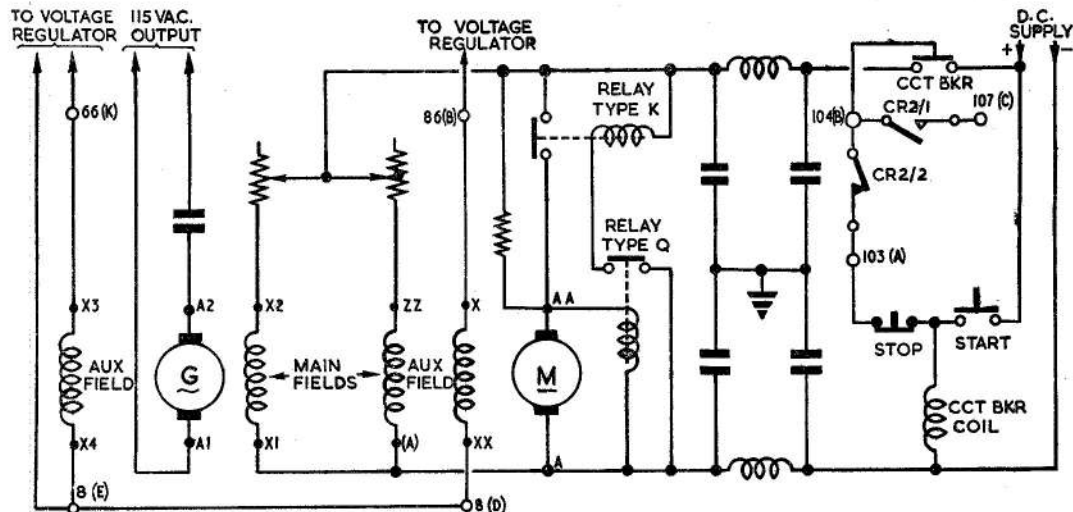 TO VOLTAGE
REGULATOR
115 V.A.C.
OUTPUT
TO VOLTAGE
REGULATOR
D.C.
SUPPLY
+
−
CCT BKR
RELAY
TYPE K
66 (K)
86 (B)
104(B)
CR2/1
107 (C)
CR2/2
RELAY
TYPE Q
103 (A)
X3
A2
X2
ZZ
X
AA
STOP
START
AUX
FIELD
G
~
MAIN
FIELDS
AUX
FIELD
M
CCT BKR
COIL
X4
A1
X1
(A)
XX
A
8 (E)
8 (D)